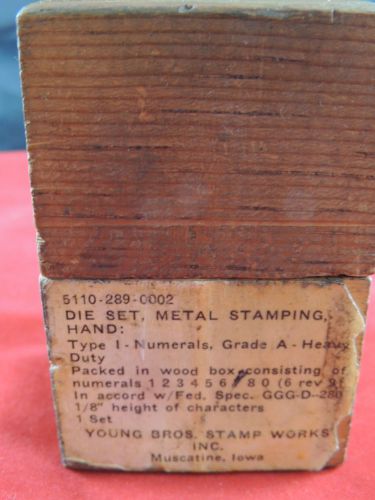 5110-289-0002
DIE SET, METAL STAMPING,
HAND:
Type I-Numerals, Grade A-Heavy
Duty
Packed in wood box consisting of
numerals 1 2 3 4 5 6 8 0 (6 rev 9)
In accord w/Fed. Spec. GGG-D-280
1/8" height of characters
1 Set
YOUNG BROS. STAMP WORKS
INC.
Muscatine, Iowa